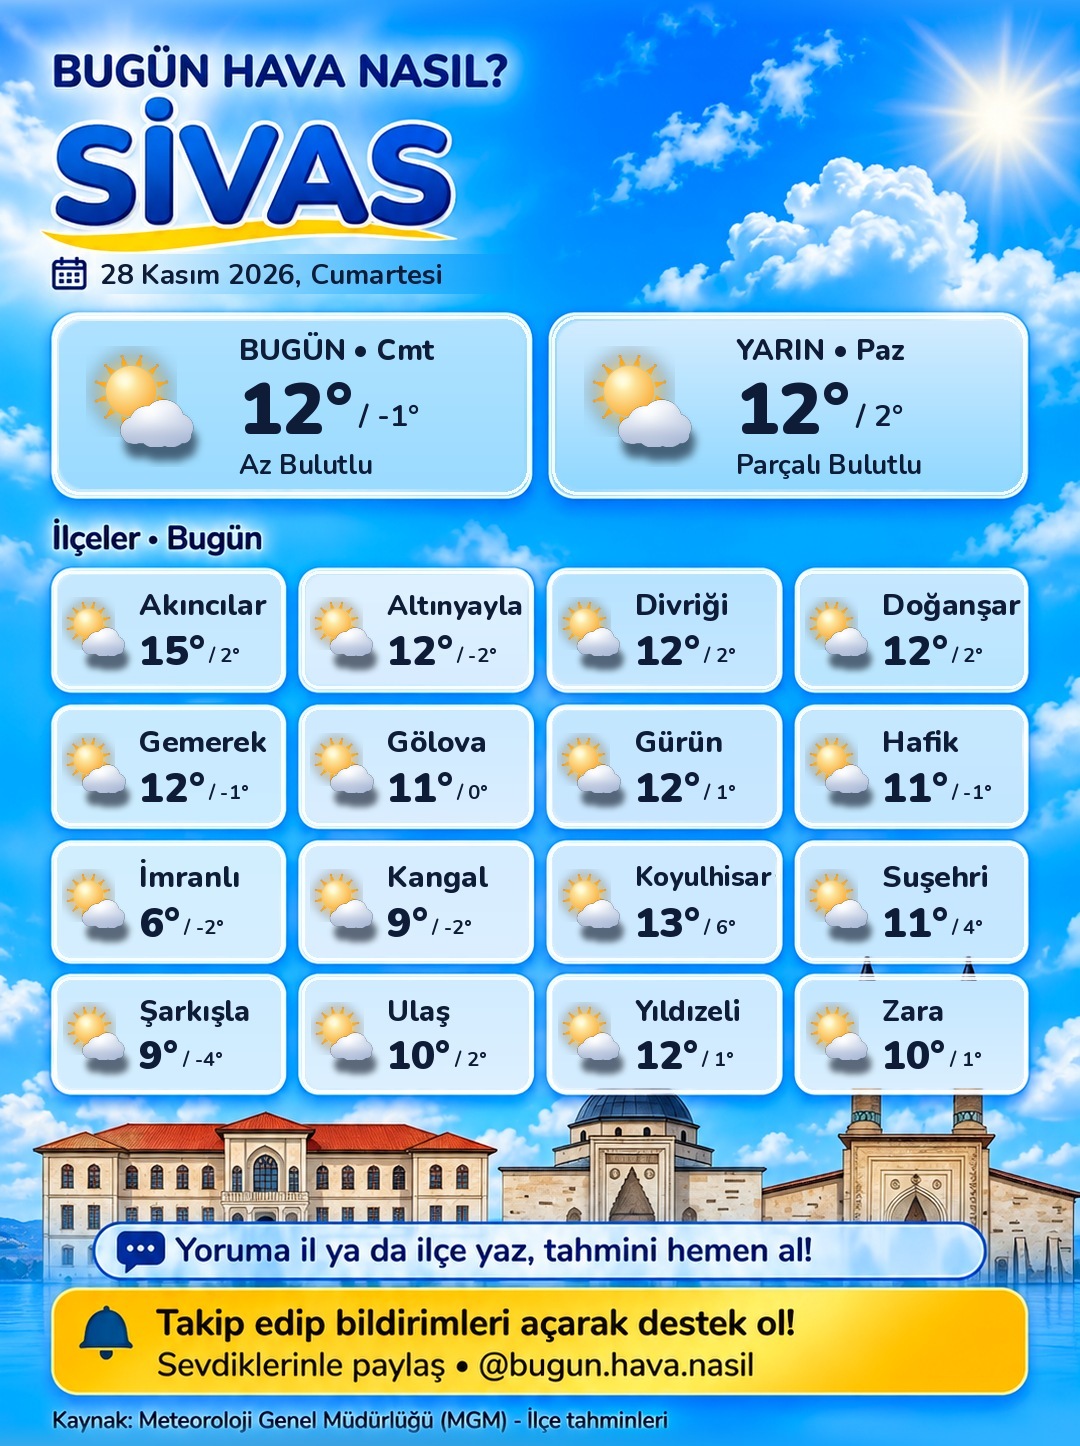 BUGÜN HAVA NASIL?
SİVAS
28 Kasım 2026, Cumartesi
BUGÜN • Cmt
12° / -1°
Az Bulutlu
YARIN • Paz
12° / 2°
Parçalı Bulutlu
İlçeler • Bugün
Akıncılar
15° / 2°
Altınyayla
12° / -2°
Divriği
12° / 2°
Doğanşar
12° / 2°
Gemerek
12° / -1°
Gölova
11° / 0°
Gürün
12° / 1°
Hafik
11° / -1°
İmranlı
6° / -2°
Kangal
9° / -2°
Koyulhisar
13° / 6°
Suşehri
11° / 4°
Şarkışla
9° / -4°
Ulaş
10° / 2°
Yıldızeli
12° / 1°
Zara
10° / 1°
Yoruma il ya da ilçe yaz, tahmini hemen al!
Takip edip bildirimleri açarak destek ol!
Sevdiklerinle paylaş • @bugun.hava.nasil
Kaynak: Meteoroloji Genel Müdürlüğü (MGM) - İlçe tahminleri